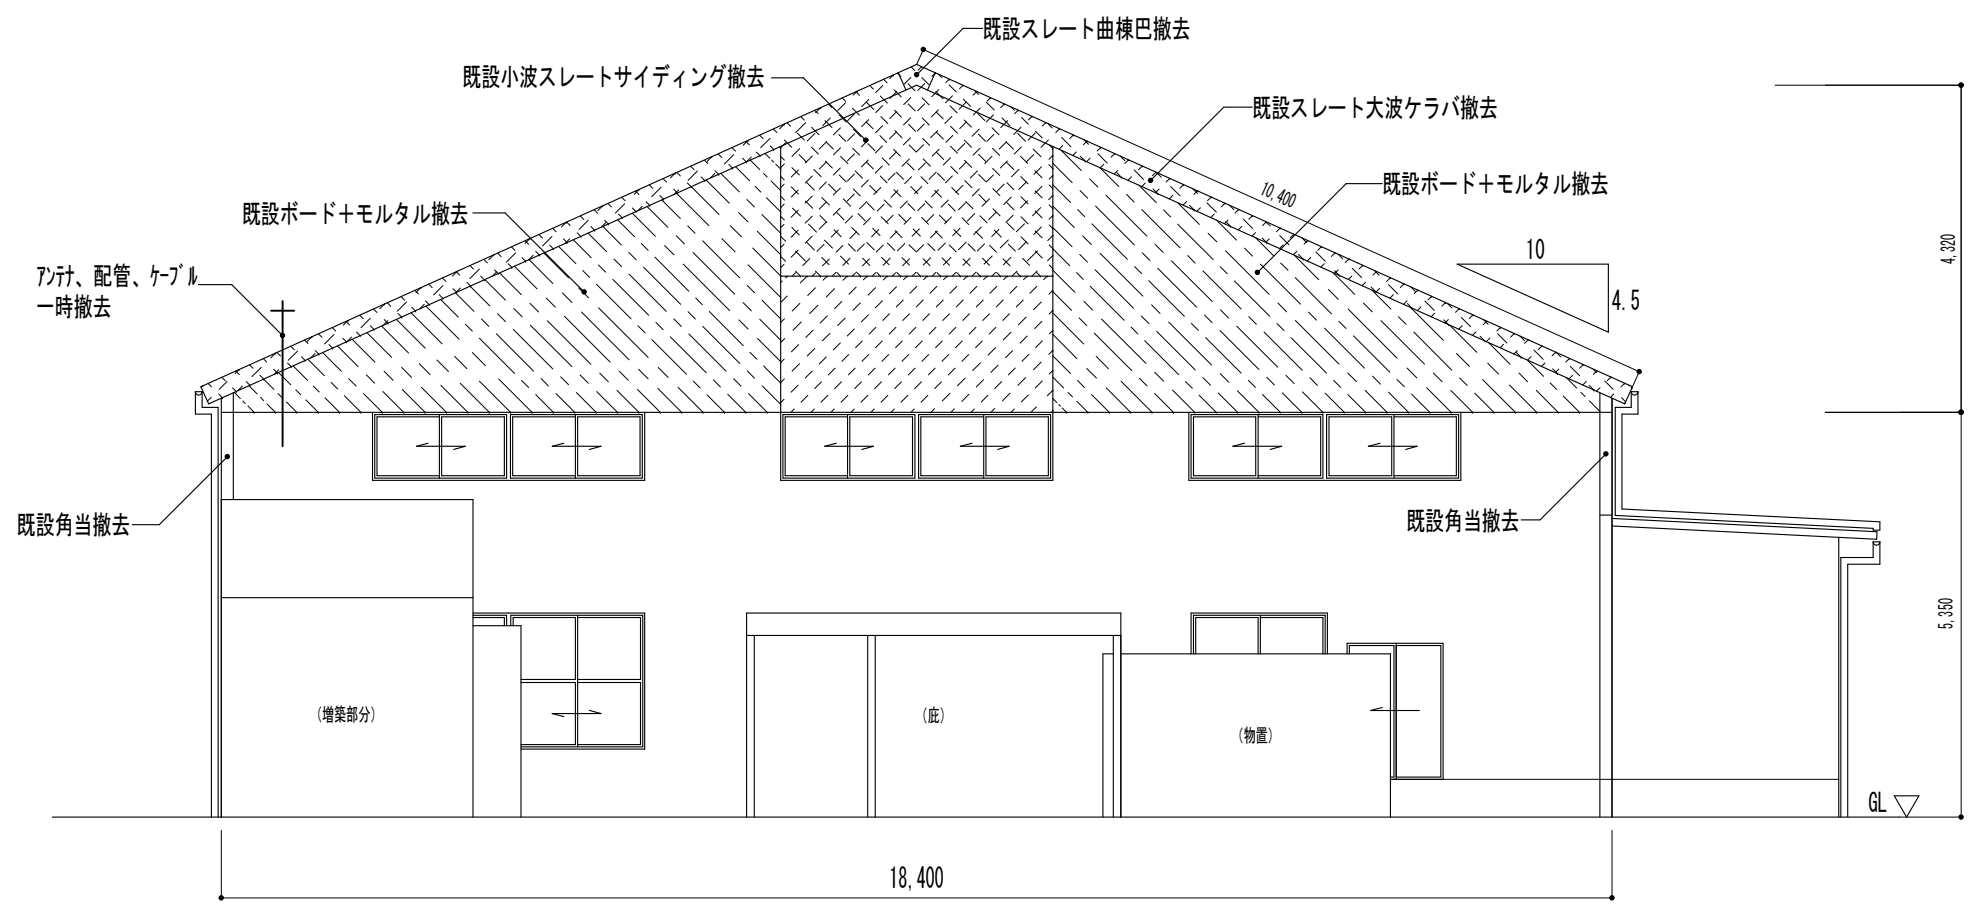 既設スレート曲棟巴撤去
既設小波スレートサイディング撤去
既設スレート大波ケラバ撤去
10,400
既設ボード＋モルタル撤去
既設ボード＋モルタル撤去
10
4.5
4,320
ｱﾝﾃﾅ、配管、ｹｰﾌﾞﾙ
一時撤去
既設角当撤去
既設角当撤去
5,350
(増築部分)
(庇)
(物置)
GL
18,400